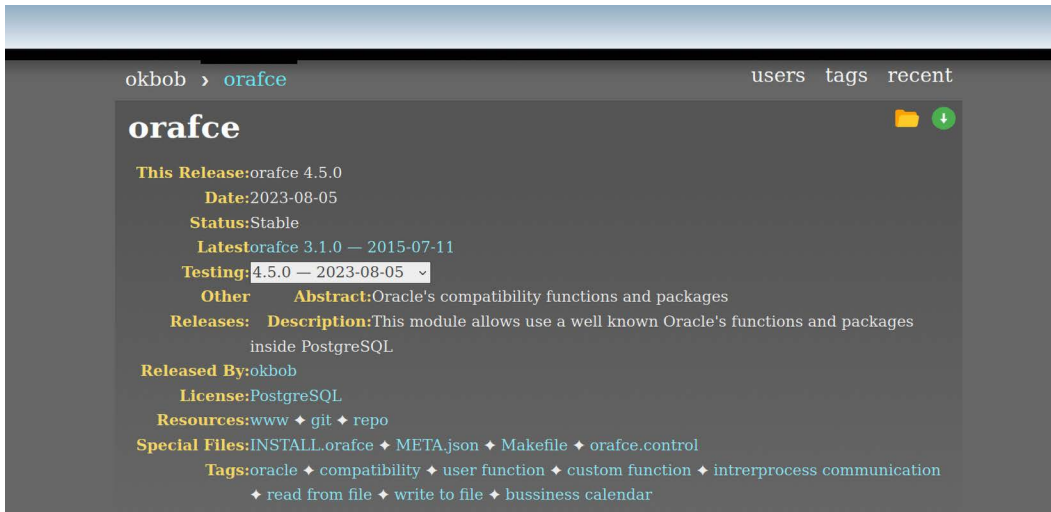 okbob › orafce
users tags recent
orafce
This Release:orafce 4.5.0
Date:2023-08-05
Status:Stable
Latestorafce 3.1.0 — 2015-07-11
Testing:4.5.0 — 2023-08-05
Other Abstract:Oracle's compatibility functions and packages
Releases: Description:This module allows use a well known Oracle's functions and packages
inside PostgreSQL
Released By:okbob
License:PostgreSQL
Resources:www ✦ git ✦ repo
Special Files:INSTALL.orafce ✦ META.json ✦ Makefile ✦ orafce.control
Tags:oracle ✦ compatibility ✦ user function ✦ custom function ✦ intrerprocess communication
✦ read from file ✦ write to file ✦ bussiness calendar